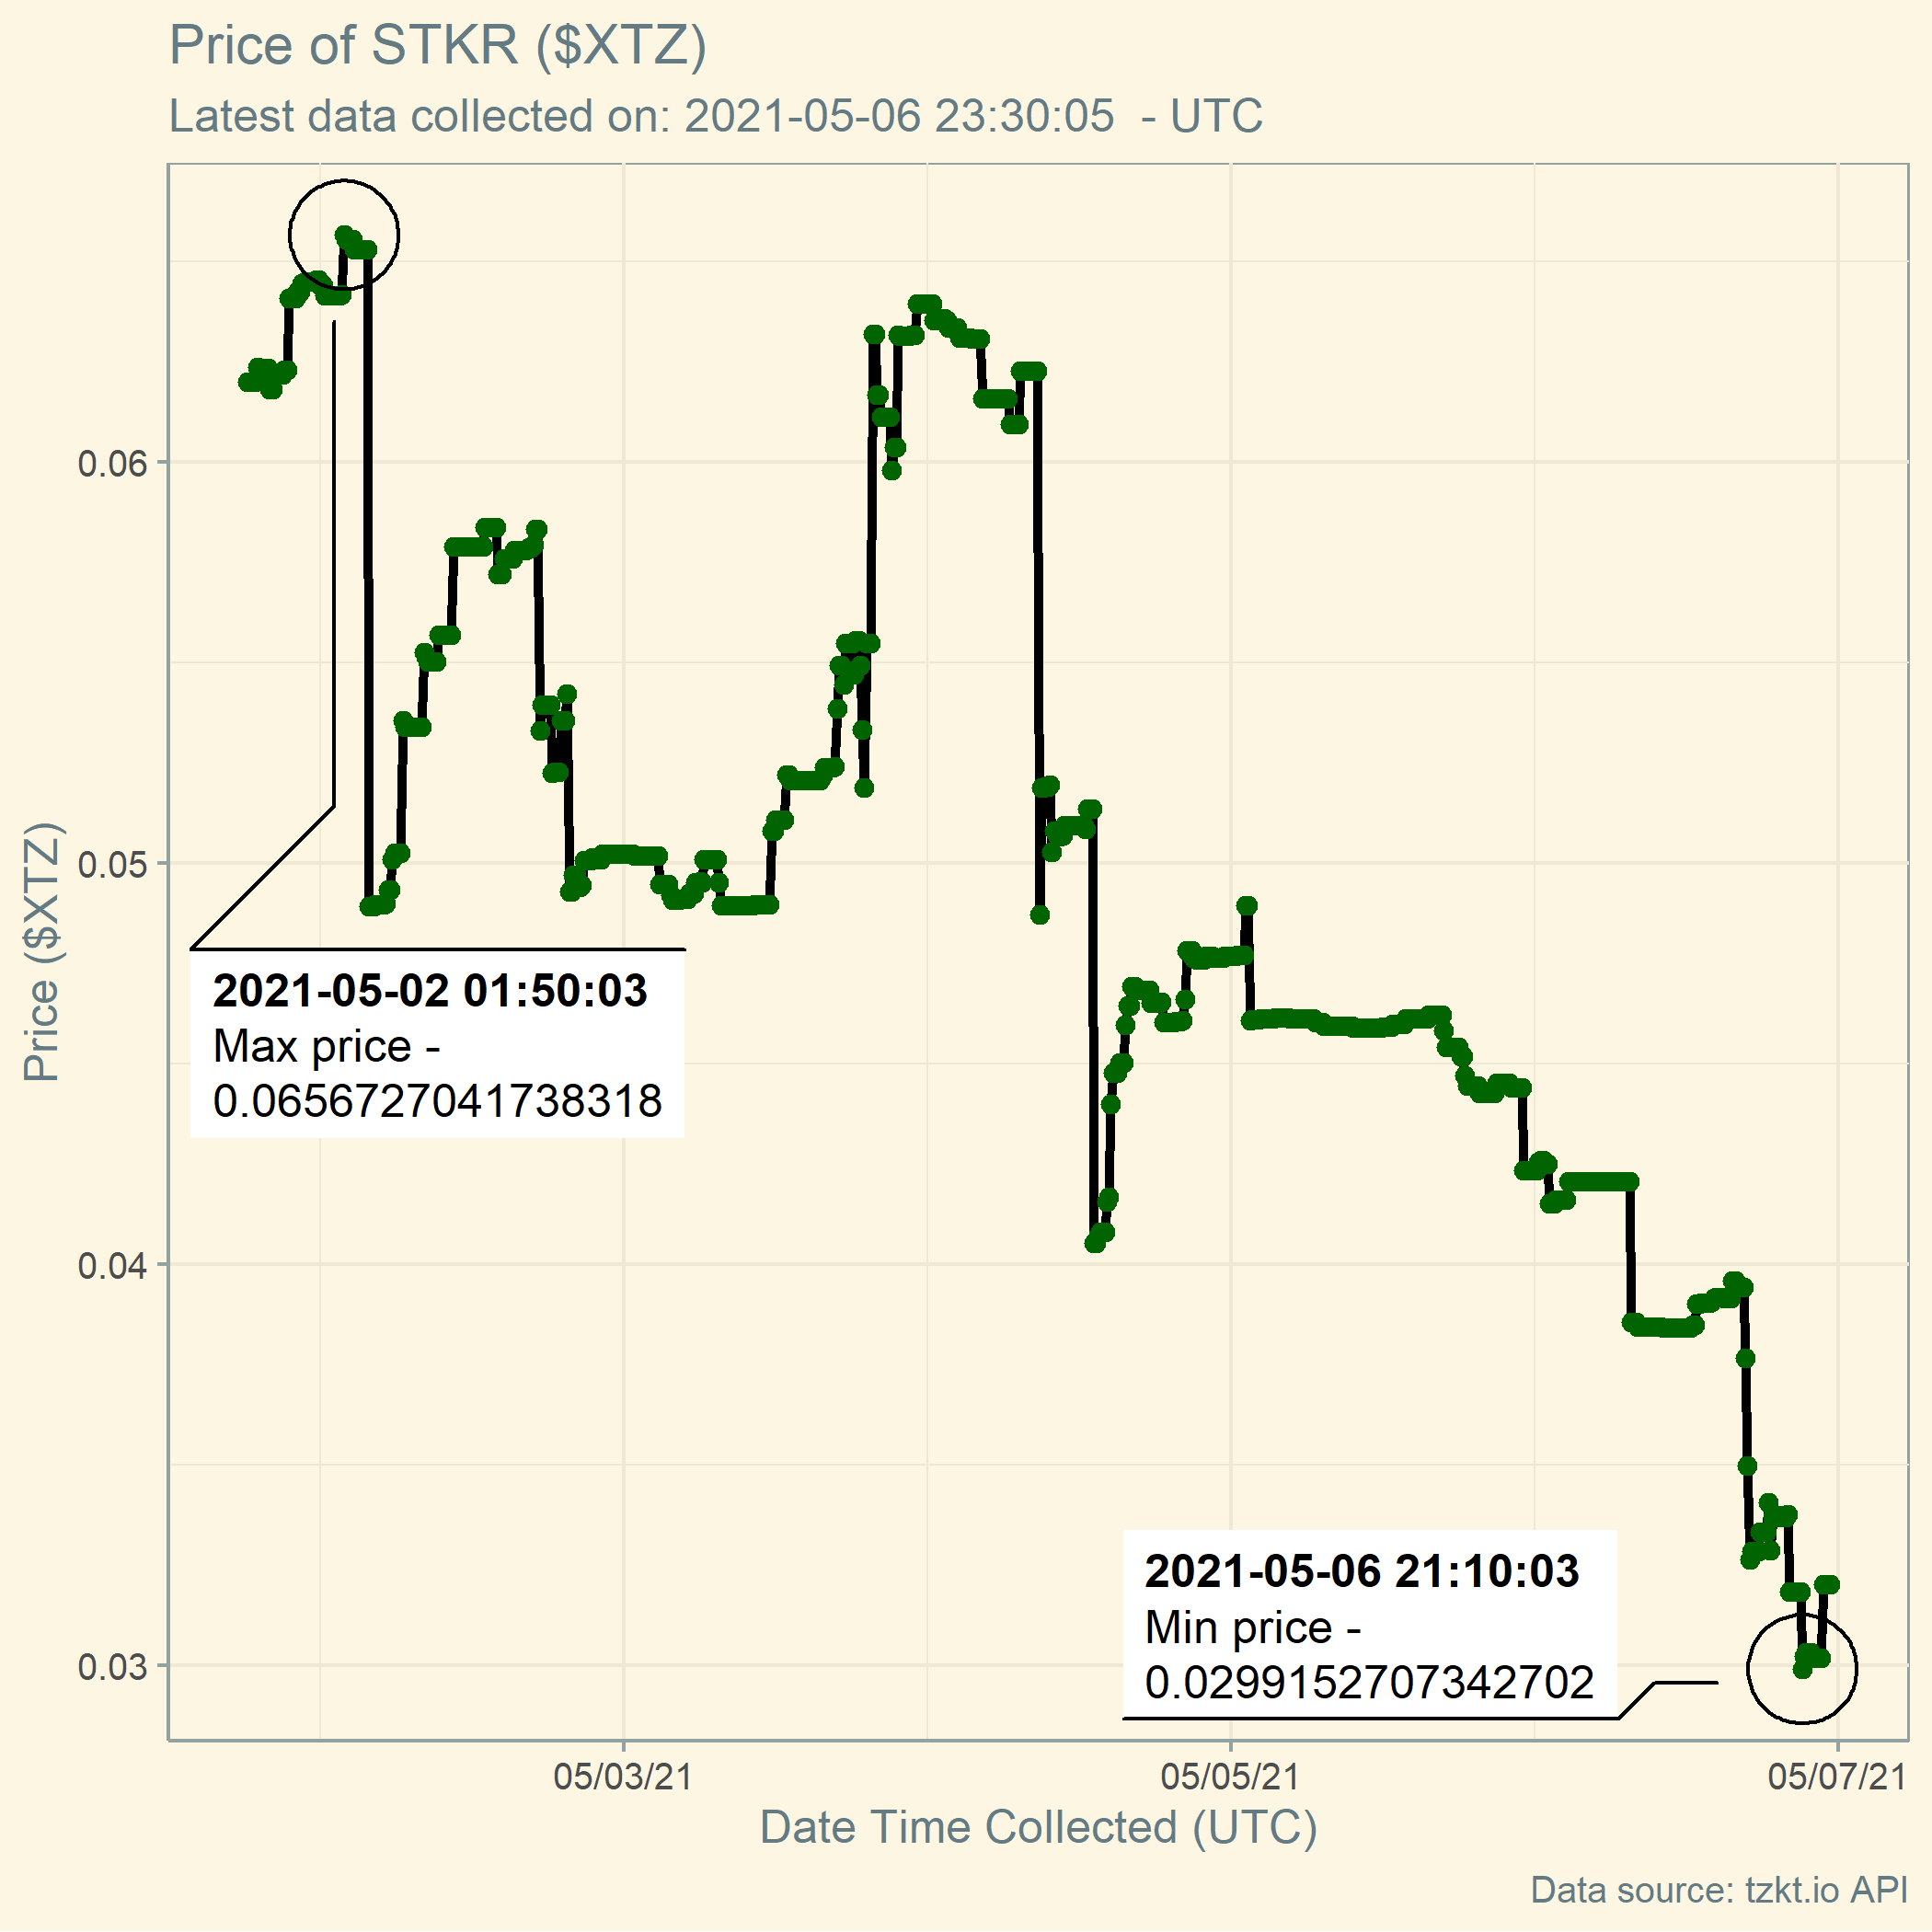 Price of STKR ($XTZ)
Latest data collected on: 2021-05-06 23:30:05  - UTC
Price ($XTZ)
0.06
0.05
0.04
0.03
2021-05-02 01:50:03
Max price -
0.0656727041738318
2021-05-06 21:10:03
Min price -
0.0299152707342702
05/03/21
05/05/21
05/07/21
Date Time Collected (UTC)
Data source: tzkt.io API